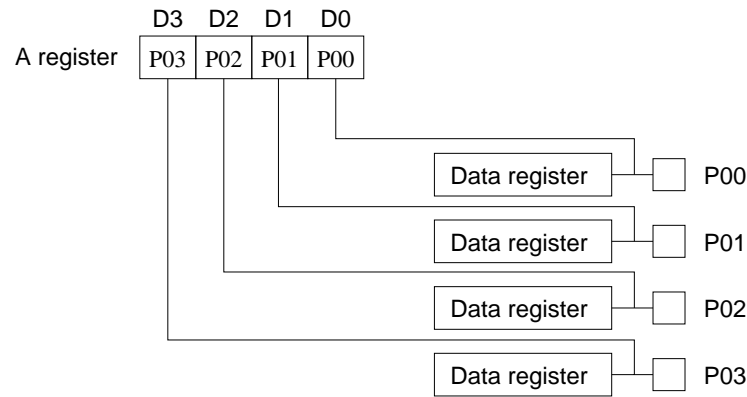 D3 D2 D1 D0
A register P03 P02 P01 P00
Data register P00
Data register P01
Data register P02
Data register P03